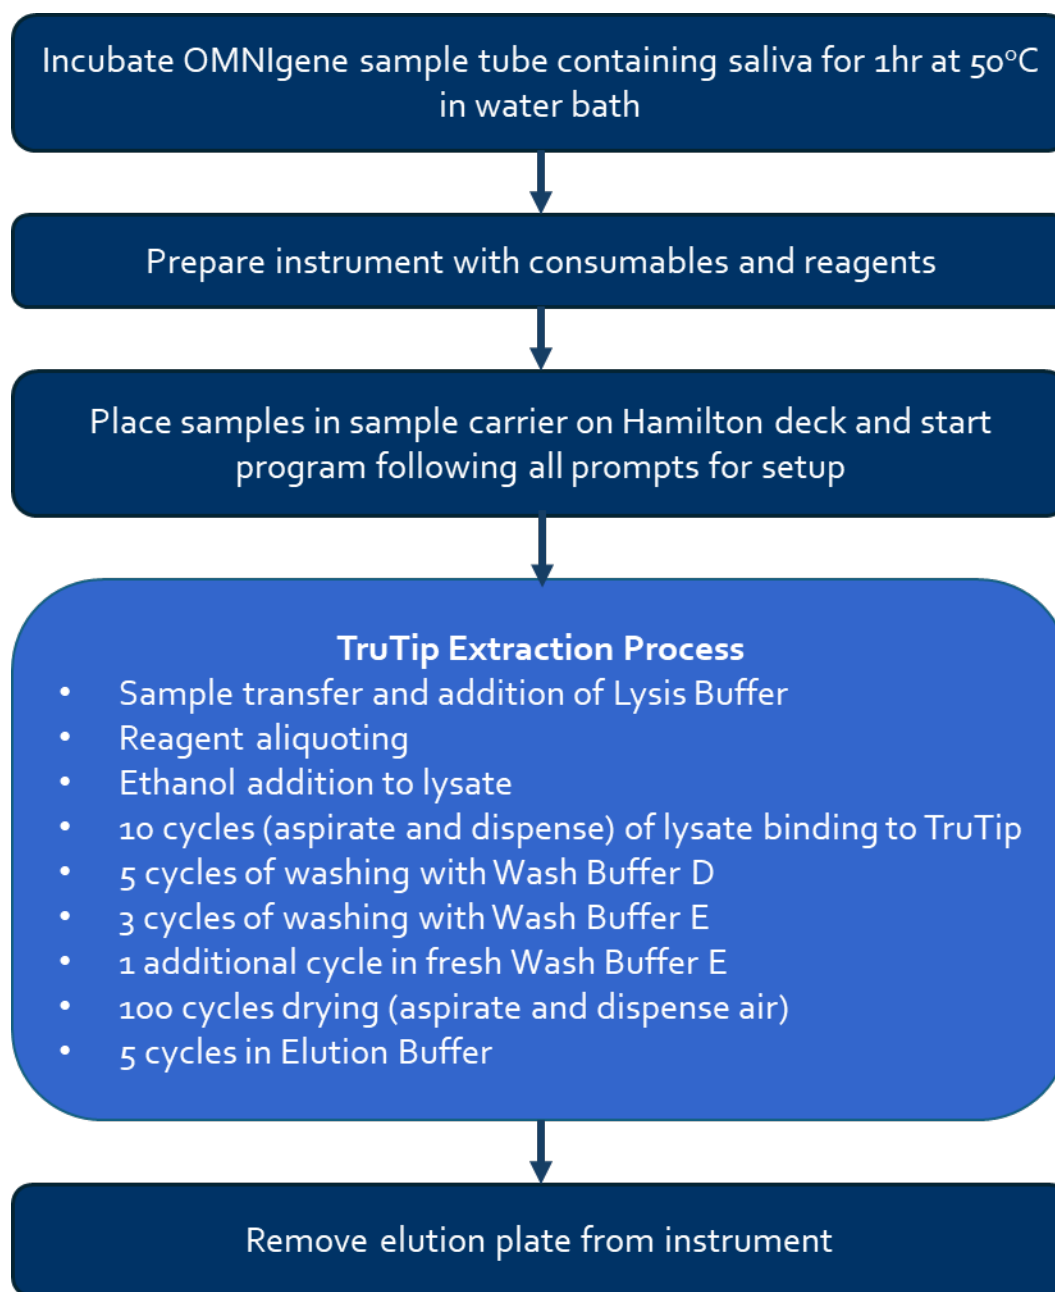 Incubate OMNIgene sample tube containing saliva for 1hr at 50°C
in water bath
Prepare instrument with consumables and reagents
Place samples in sample carrier on Hamilton deck and start
program following all prompts for setup
TruTip Extraction Process
• Sample transfer and addition of Lysis Buffer
• Reagent aliquoting
• Ethanol addition to lysate
• 10 cycles (aspirate and dispense) of lysate binding to TruTip
• 5 cycles of washing with Wash Buffer D
• 3 cycles of washing with Wash Buffer E
• 1 additional cycle in fresh Wash Buffer E
• 100 cycles drying (aspirate and dispense air)
• 5 cycles in Elution Buffer
Remove elution plate from instrument